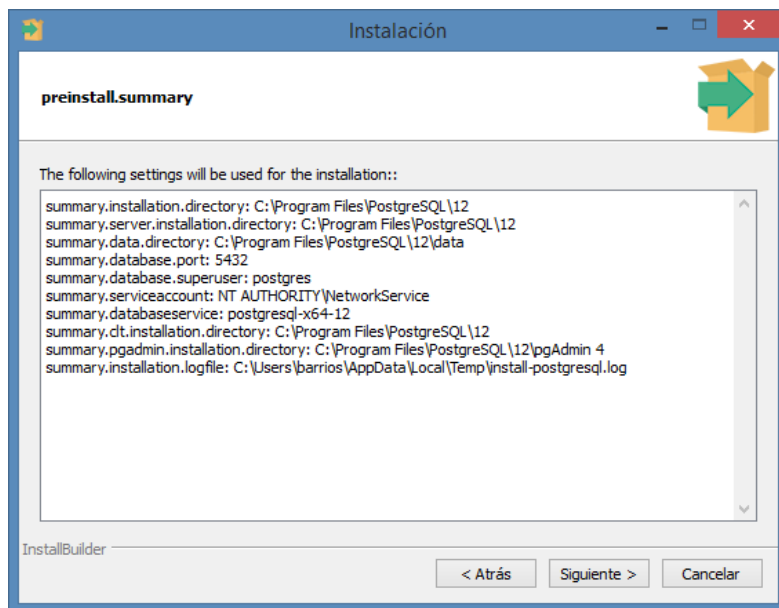 Instalación
preinstall.summary
The following settings will be used for the installation::
summary.installation.directory: C:\Program Files\PostgreSQL\12
summary.server.installation.directory: C:\Program Files\PostgreSQL\12
summary.data.directory: C:\Program Files\PostgreSQL\12\data
summary.database.port: 5432
summary.database.superuser: postgres
summary.serviceaccount: NT AUTHORITY\NetworkService
summary.databaseservice: postgresql-x64-12
summary.clt.installation.directory: C:\Program Files\PostgreSQL\12
summary.pgadmin.installation.directory: C:\Program Files\PostgreSQL\12\pgAdmin 4
summary.installation.logfile: C:\Users\barrios\AppData\Local\Temp\install-postgresql.log
InstallBuilder
< Atrás Siguiente > Cancelar